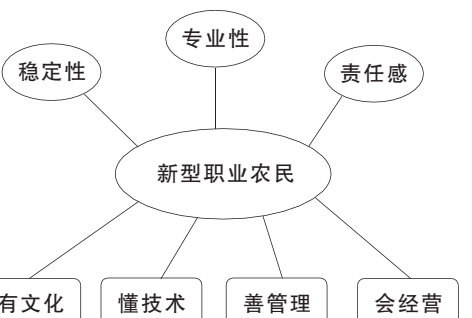 专业性
稳定性
责任感
新型职业农民
有文化
懂技术
善管理
会经营